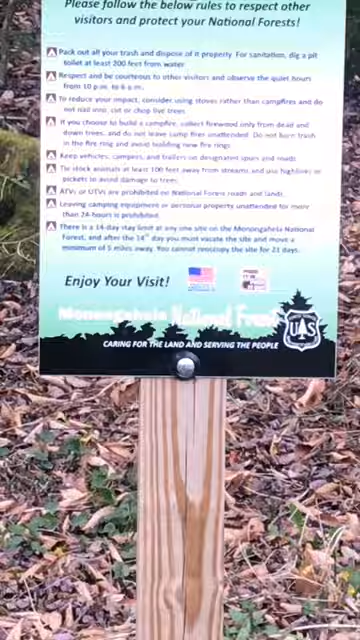 Please follow the below rules to respect other
visitors and protect your National Forests!
Pack out all your trash and dispose of it properly. For sanitation, dig a pit
toilet at least 200 feet from water
Respect and be courteous to other visitors and observe the quiet hours
from 10 p.m. to 6 a.m.
To reduce your impact, consider using stoves rather than campfires and do
not nail into, cut or chop live trees
If you choose to build a campfire, collect firewood only from dead and
down trees, and do not leave camp fires unattended. Do not burn trash
in the fire ring and avoid building new fire rings
Keep vehicles, campers, and trailers on designated spurs and roads
Tie stock animals at least 100 feet away from streams and use highlines or
pickets to avoid damage to trees
ATVs or UTVs are prohibited on National Forest roads and lands.
Leaving camping equipment or personal property unattended for more
than 24-hours is prohibited.
There is a 14-day stay limit at any one site on the Monongahela National
Forest, and after the 14th day you must vacate the site and move a
minimum of 5 miles away. You cannot reoccupy the site for 21 days.
Enjoy Your Visit!
Monongahela National Forest
CARING FOR THE LAND AND SERVING THE PEOPLE
U S